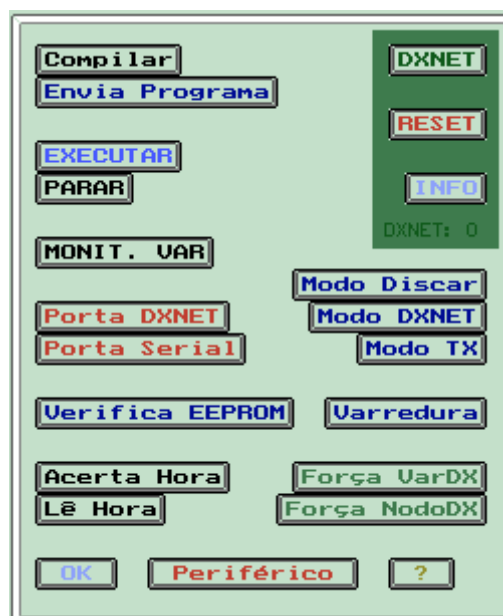 Compilar DXNET
Envia Programa
RESET
EXECUTAR
PARAR INFO
DXNET: 0
MONIT. VAR
Modo Discar
Porta DXNET Modo DXNET
Porta Serial Modo TX
Verifica EEPROM Varredura
Acerta Hora Força VarDX
Lê Hora Força NodoDX
OK Periférico ?